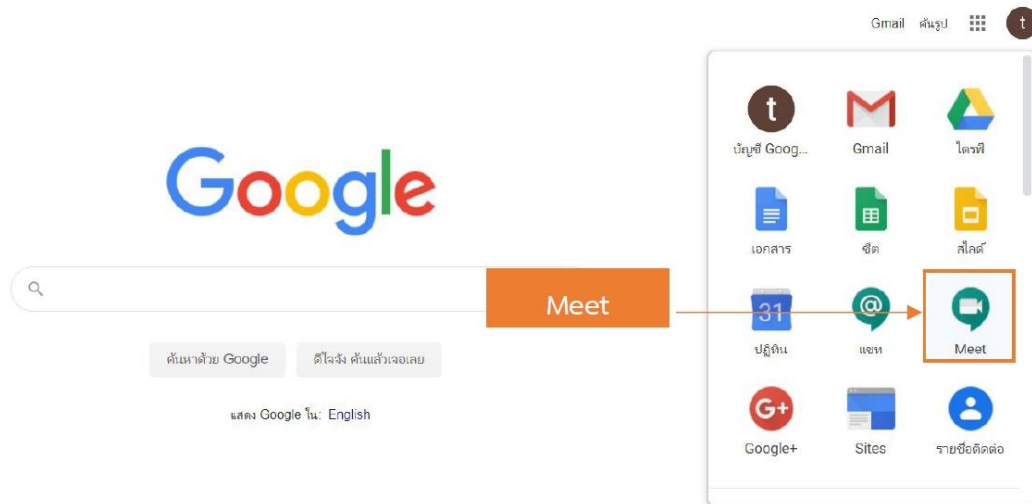 Gmail ค้นรูป t
t
บัญชี Goog... Gmail ไดรฟ์
Google
เอกสาร ชีต สไลด์
Meet
31 @
ปฏิทิน แชท Meet
ค้นหาด้วย Google ดีใจจัง ค้นแล้วเจอเลย
แสดง Google ใน: English
G+
Google+ Sites รายชื่อติดต่อ